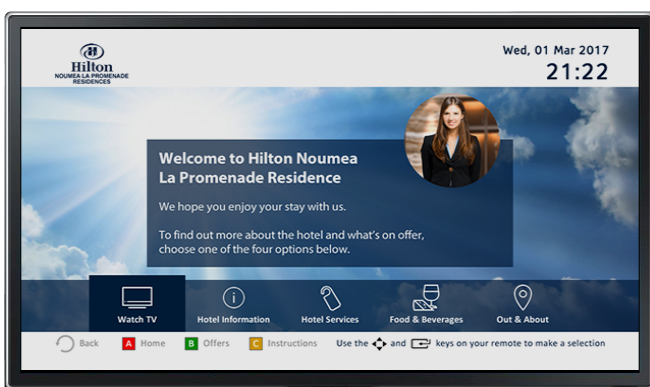 Hilton
NOUMEA LA PROMENADE
RESIDENCES
Wed, 01 Mar 2017
21:22
Welcome to Hilton Noumea
La Promenade Residence
We hope you enjoy your stay with us.
To find out more about the hotel and what's on offer,
choose one of the four options below.
Watch TV
Hotel Information
Hotel Services
Food & Beverages
Out & About
Back
A Home
B Offers
C Instructions
Use the and keys on your remote to make a selection